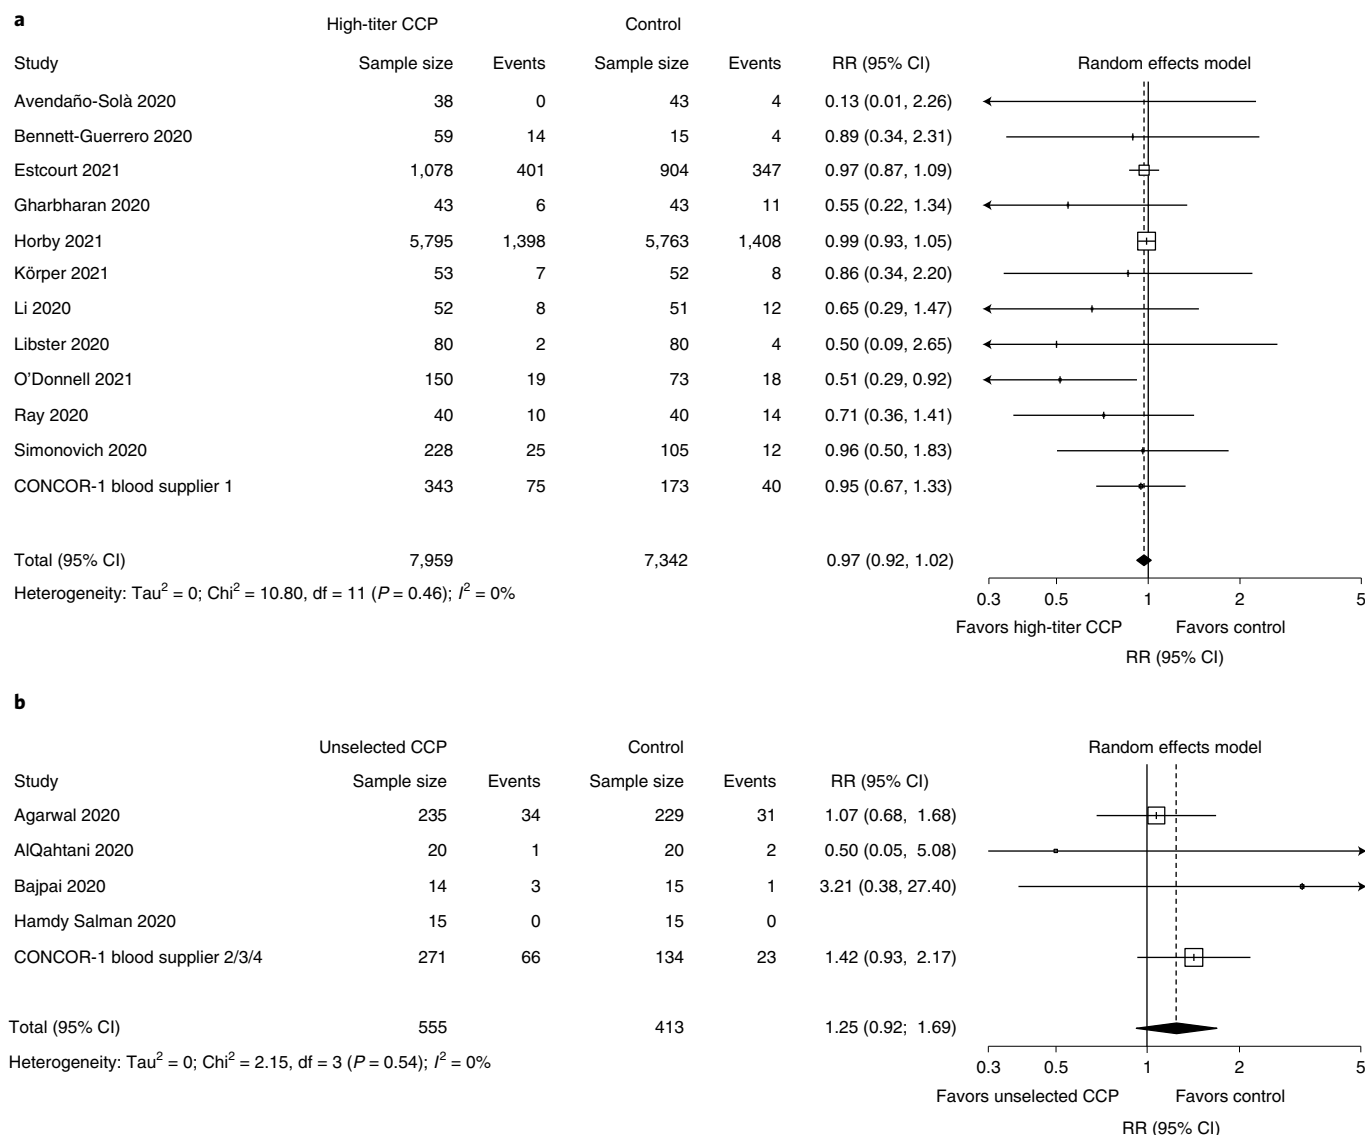 a
High-titer CCP Control
Study Sample size Events Sample size Events RR (95% CI) Random effects model
Avendaño-Solà 2020 38 0 43 4 0.13 (0.01, 2.26)
Bennett-Guerrero 2020 59 14 15 4 0.89 (0.34, 2.31)
Estcourt 2021 1,078 401 904 347 0.97 (0.87, 1.09)
Gharbharan 2020 43 6 43 11 0.55 (0.22, 1.34)
Horby 2021 5,795 1,398 5,763 1,408 0.99 (0.93, 1.05)
Körper 2021 53 7 52 8 0.86 (0.34, 2.20)
Li 2020 52 8 51 12 0.65 (0.29, 1.47)
Libster 2020 80 2 80 4 0.50 (0.09, 2.65)
O'Donnell 2021 150 19 73 18 0.51 (0.29, 0.92)
Ray 2020 40 10 40 14 0.71 (0.36, 1.41)
Simonovich 2020 228 25 105 12 0.96 (0.50, 1.83)
CONCOR-1 blood supplier 1 343 75 173 40 0.95 (0.67, 1.33)
Total (95% CI) 7,959 7,342 0.97 (0.92, 1.02)
Heterogeneity: Tau² = 0; Chi² = 10.80, df = 11 (P = 0.46); I² = 0%
0.3 0.5 1 2 5
Favors high-titer CCP Favors control
RR (95% CI)
b
Unselected CCP Control Random effects model
Study Sample size Events Sample size Events RR (95% CI)
Agarwal 2020 235 34 229 31 1.07 (0.68, 1.68)
AlQahtani 2020 20 1 20 2 0.50 (0.05, 5.08)
Bajpai 2020 14 3 15 1 3.21 (0.38, 27.40)
Hamdy Salman 2020 15 0 15 0
CONCOR-1 blood supplier 2/3/4 271 66 134 23 1.42 (0.93, 2.17)
Total (95% CI) 555 413 1.25 (0.92; 1.69)
Heterogeneity: Tau² = 0; Chi² = 2.15, df = 3 (P = 0.54); I² = 0%
0.3 0.5 1 2 5
Favors unselected CCP Favors control
RR (95% CI)